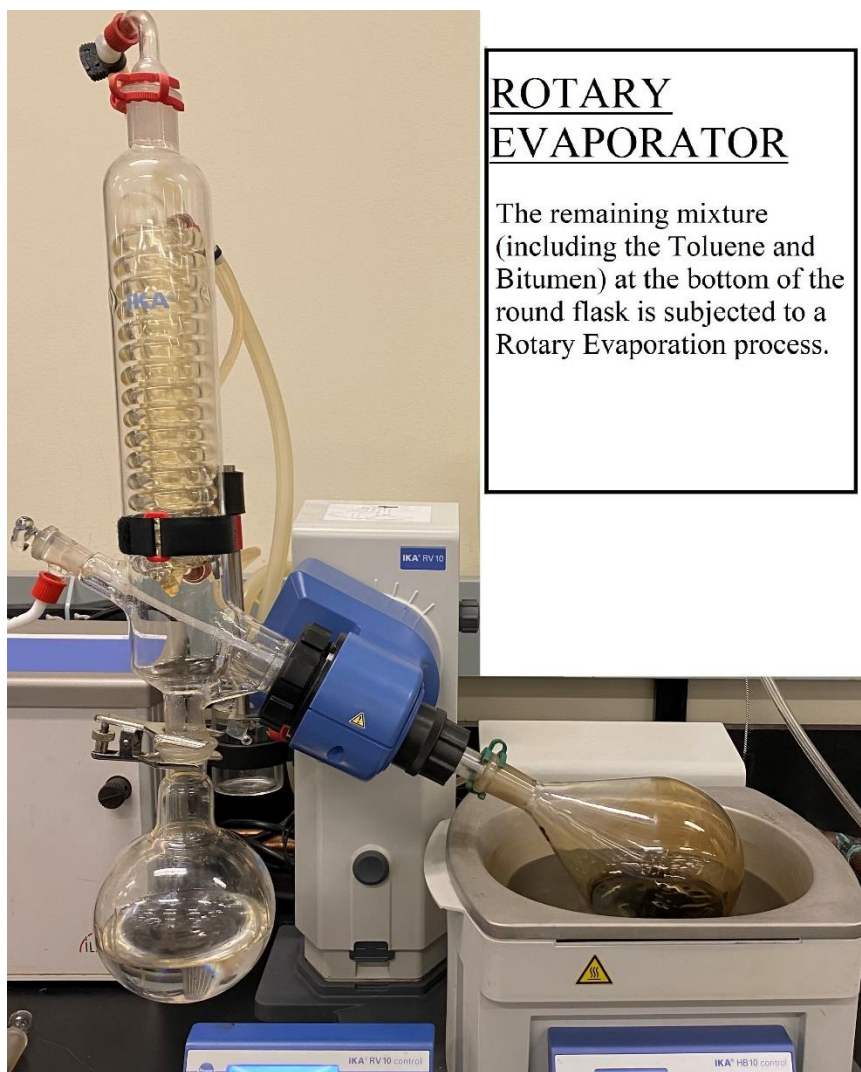 ROTARY
EVAPORATOR
The remaining mixture
(including the Toluene and
Bitumen) at the bottom of the
round flask is subjected to a
Rotary Evaporation process.
IKA®
IKA® RV 10
IKA® RV 10 control
IKA® HB 10 control